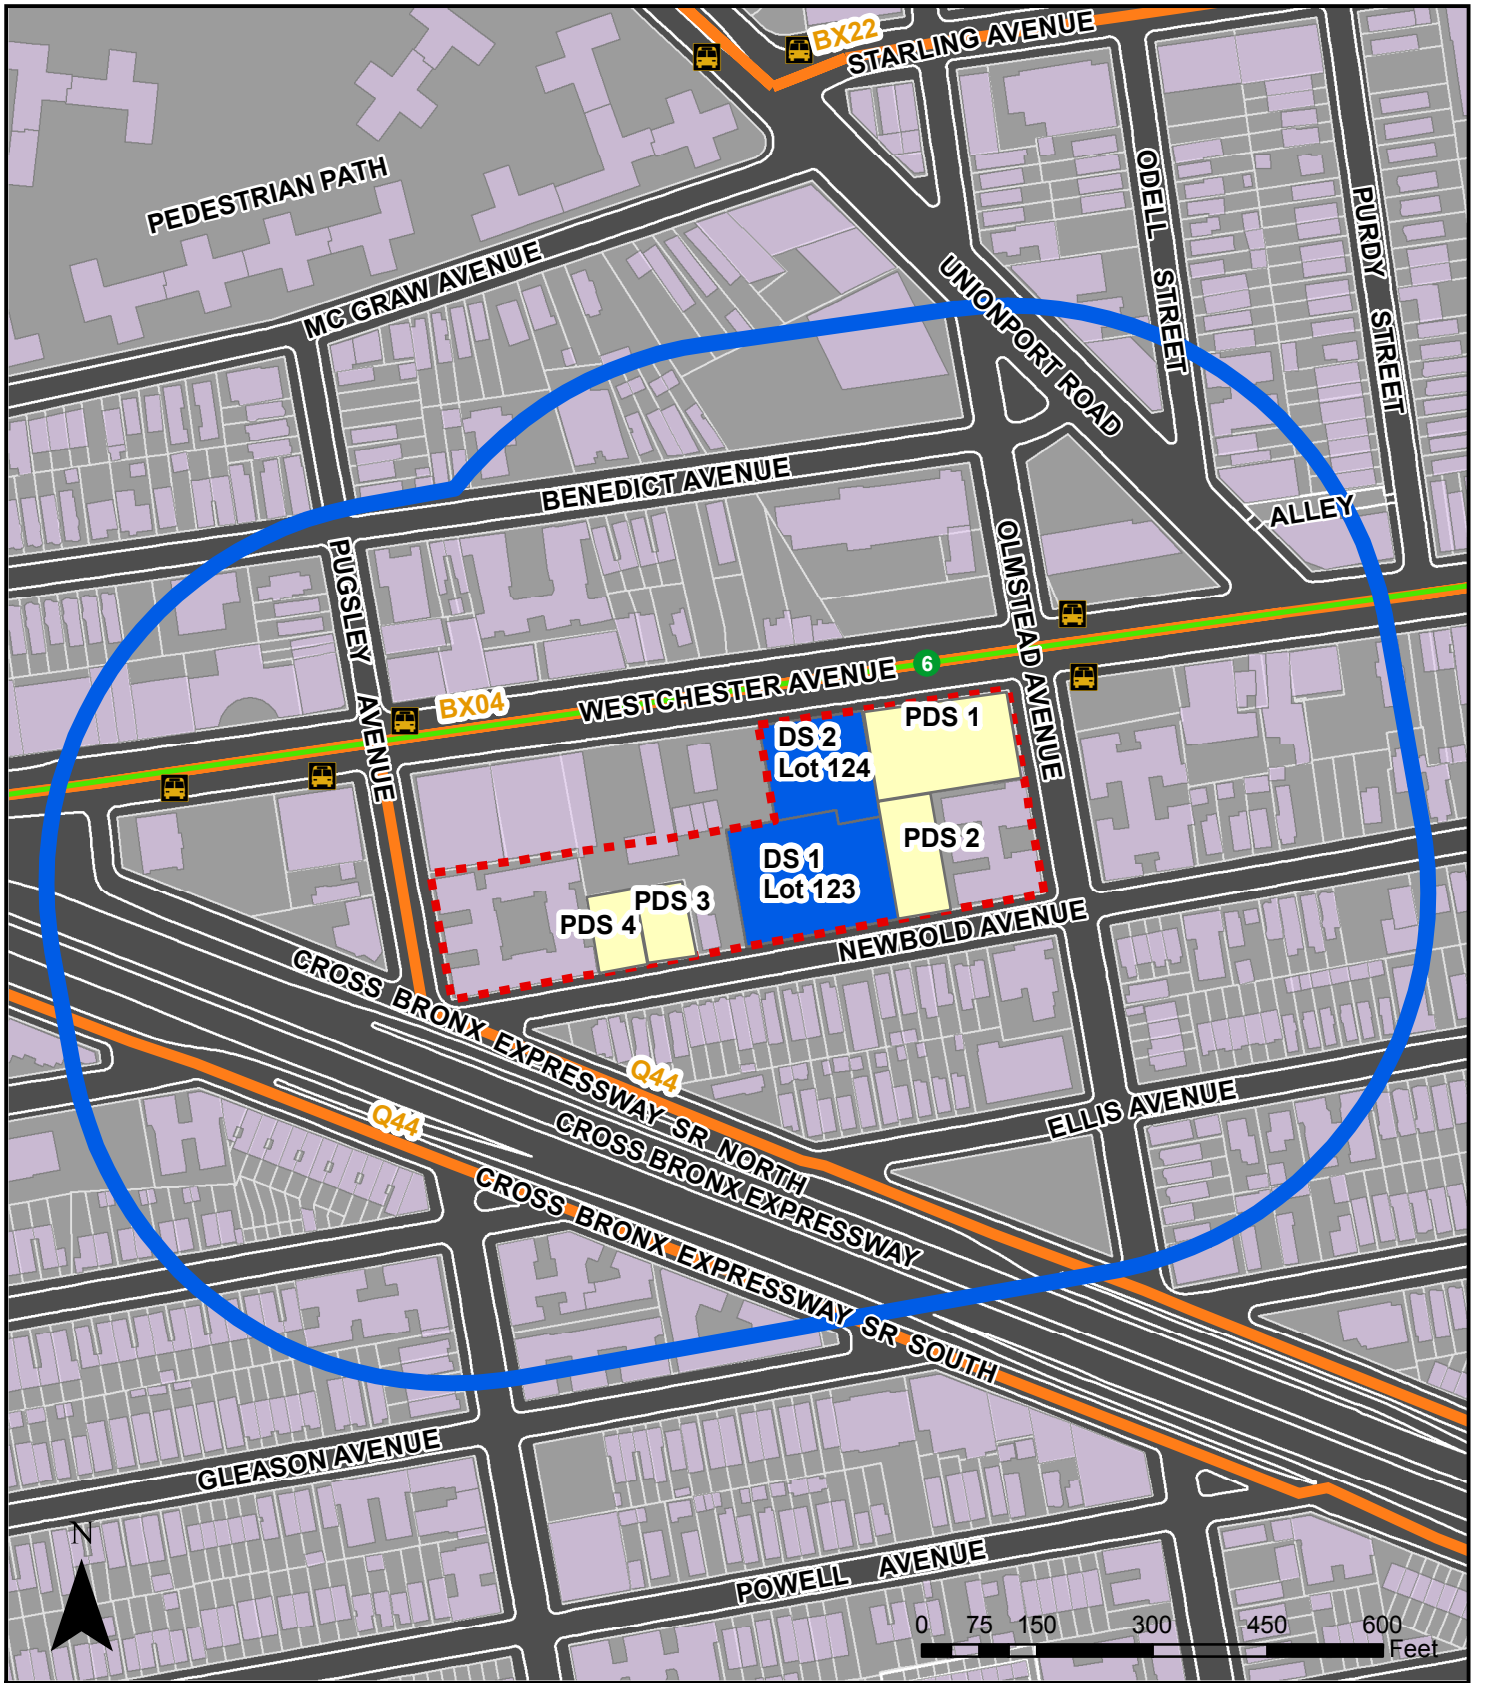 BX22
STARLING AVENUE
PEDESTRIAN PATH
MC GRAW AVENUE
ODELL STREET
PURDY STREET
UNIONPORT ROAD
BENEDICT AVENUE
ALLEY
PUGSLEY AVENUE
OLMSTEAD AVENUE
6
WESTCHESTER AVENUE
BX04
PDS 1
DS 2
Lot 124
PDS 2
DS 1
Lot 123
PDS 3
PDS 4
NEWBOLD AVENUE
CROSS BRONX EXPRESSWAY SR NORTH
Q44
Q44
CROSS BRONX EXPRESSWAY
ELLIS AVENUE
CROSS BRONX EXPRESSWAY SR SOUTH
GLEASON AVENUE
POWELL AVENUE
N
0 75 150 300 450 600
Feet